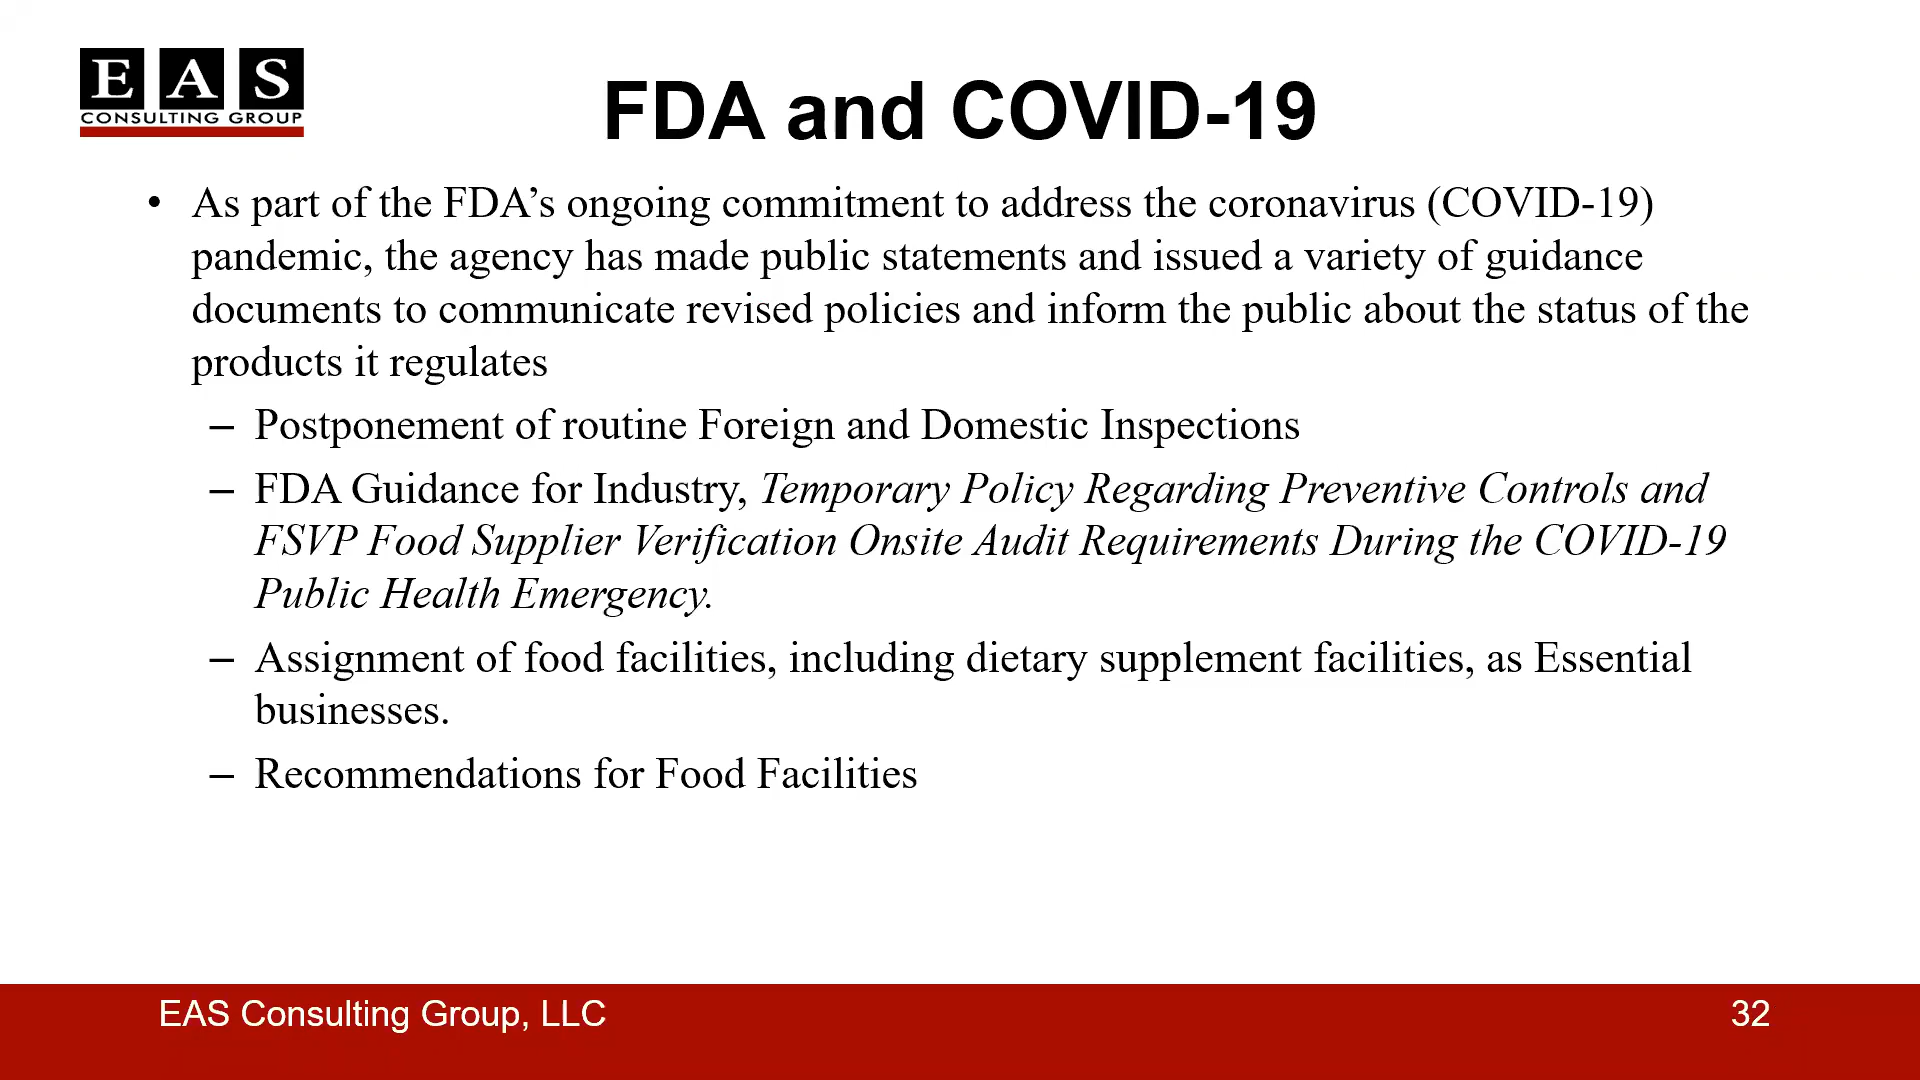 EAS
CONSULTING GROUP
FDA and COVID-19
• As part of the FDA’s ongoing commitment to address the coronavirus (COVID-19)
pandemic, the agency has made public statements and issued a variety of guidance
documents to communicate revised policies and inform the public about the status of the
products it regulates
– Postponement of routine Foreign and Domestic Inspections
– FDA Guidance for Industry, Temporary Policy Regarding Preventive Controls and
FSVP Food Supplier Verification Onsite Audit Requirements During the COVID-19
Public Health Emergency.
– Assignment of food facilities, including dietary supplement facilities, as Essential
businesses.
– Recommendations for Food Facilities
EAS Consulting Group, LLC
32